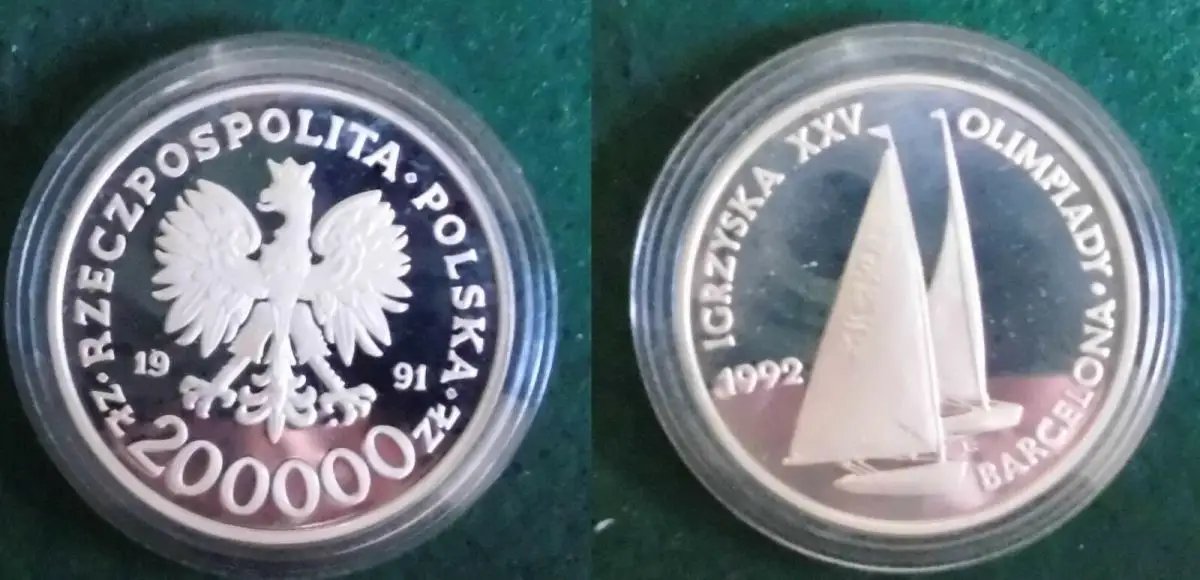 ·RZECZPOSPOLITA·POLSKA·
19 91
ZŁ 200000 ZŁ
IGRZYSKA XXV OLIMPIADY·BARCELONA
1992